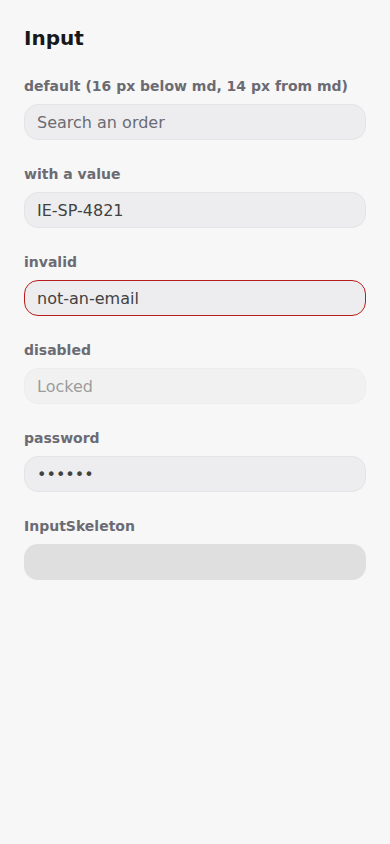 Input
default (16 px below md, 14 px from md)
Search an order
with a value
IE-SP-4821
invalid
not-an-email
disabled
Locked
password
••••••
InputSkeleton